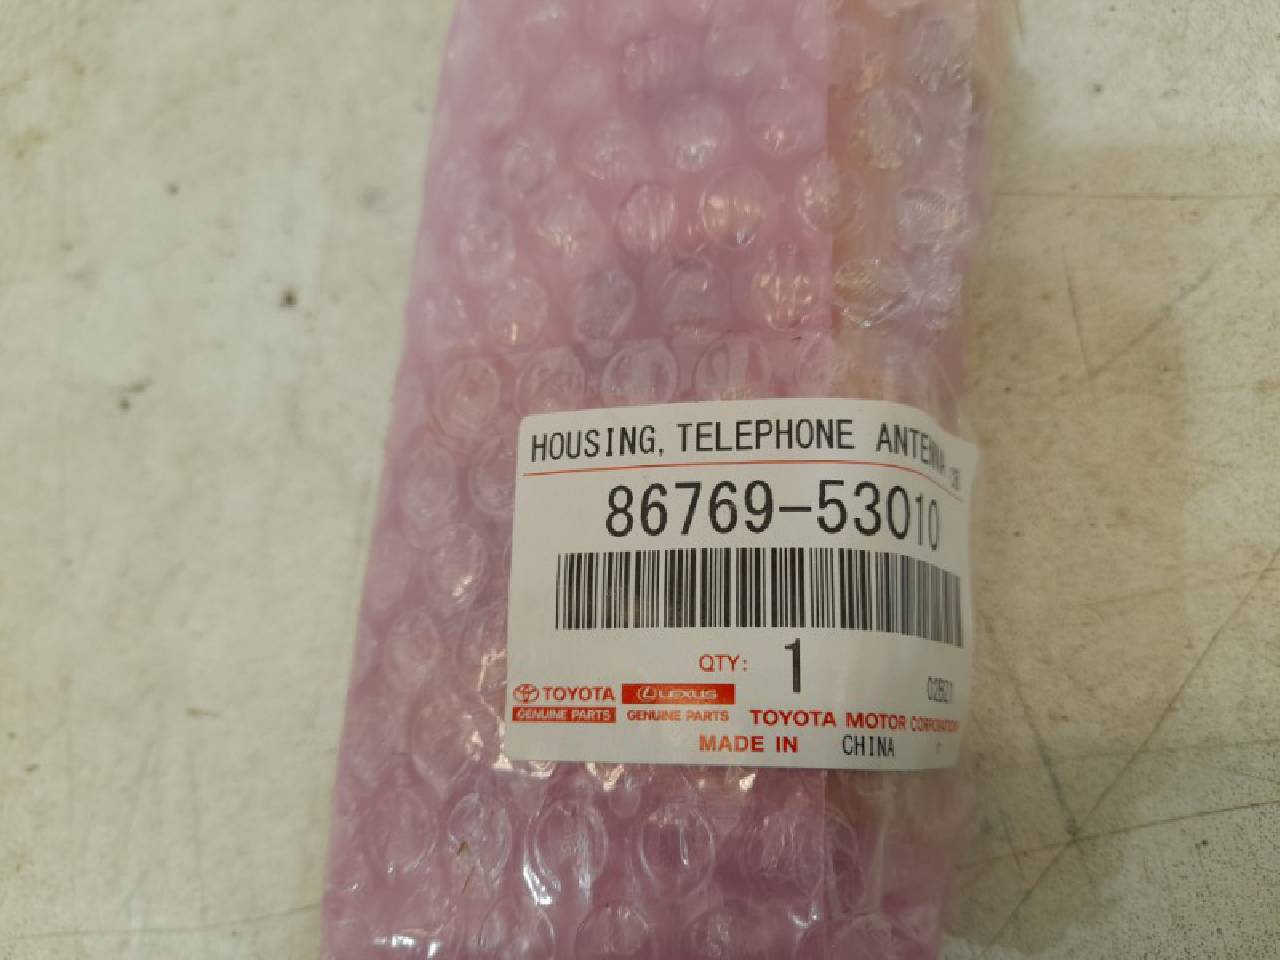 HOUSING, TELEPHONE ANTENNA
86769-53010
QTY: 1
TOYOTA LEXUS
GENUINE PARTS GENUINE PARTS TOYOTA MOTOR CORPORATION
MADE IN CHINA